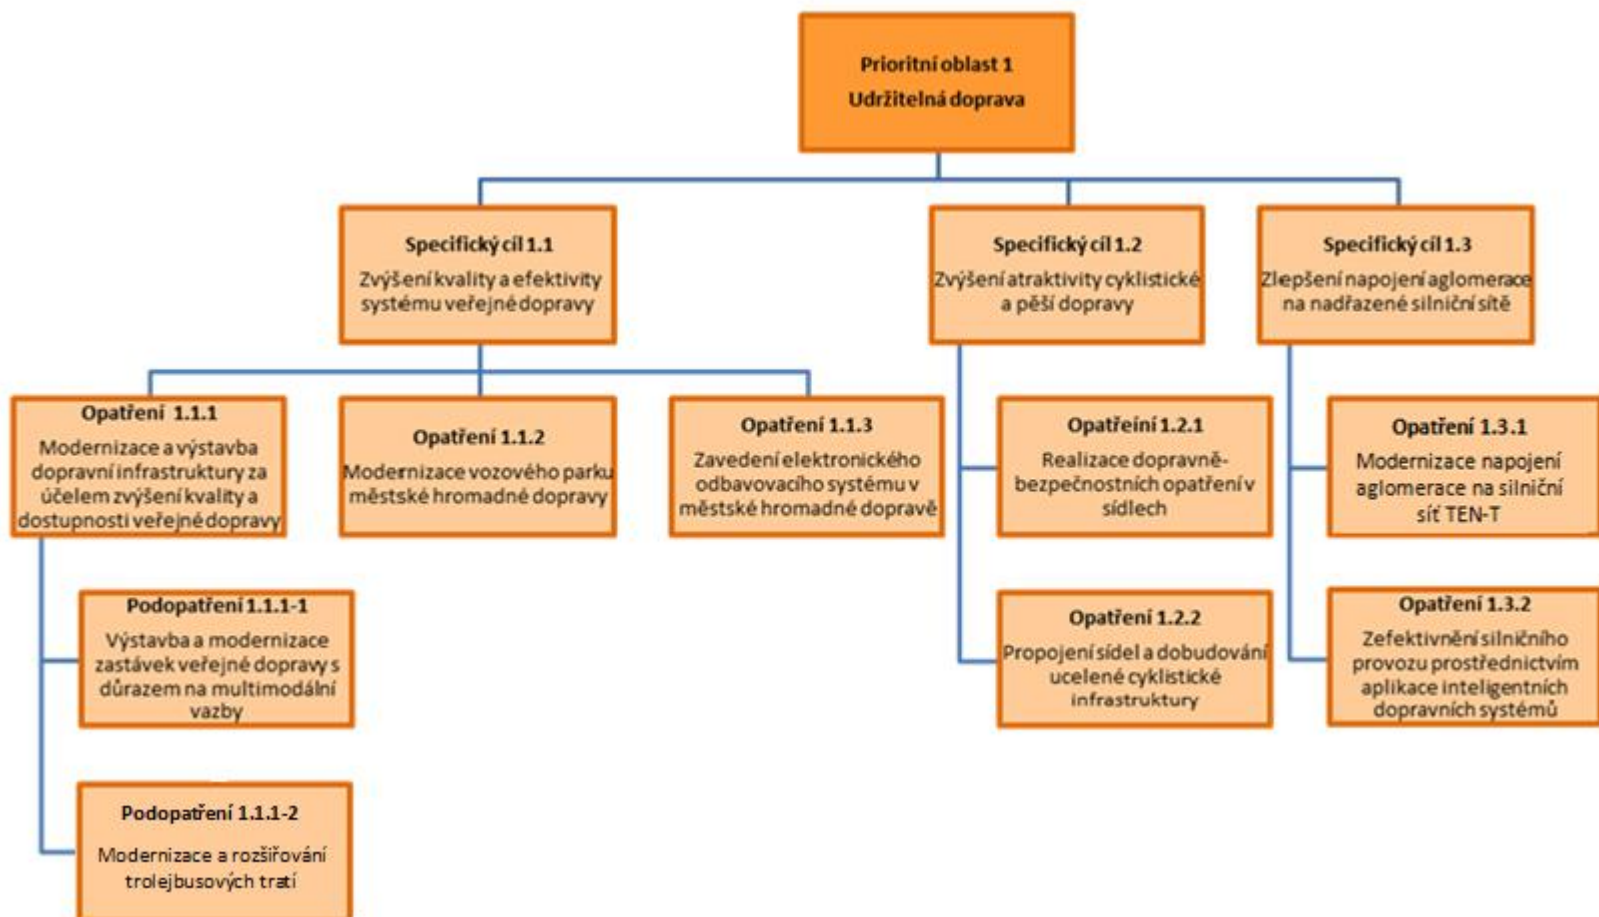 Prioritní oblast 1
Udržitelná doprava
Specifický cíl 1.1
Zvýšení kvality a efektivity
systému veřejné dopravy
Specifický cíl 1.2
Zvýšení atraktivity cyklistické
a pěší dopravy
Specifický cíl 1.3
Zlepšení napojení aglomerace
na nadřazené silniční sítě
Opatření 1.1.1
Modernizace a výstavba
dopravní infrastruktury za
účelem zvýšení kvality a
dostupnosti veřejné dopravy
Opatření 1.1.2
Modernizace vozového parku
městské hromadné dopravy
Opatření 1.1.3
Zavedení elektronického
odbavovacího systému v
městské hromadné dopravě
Opatřeíní 1.2.1
Realizace dopravně-
bezpečnostních opatření v
sídlech
Opatření 1.3.1
Modernizace napojení
aglomerace na silniční
síť TEN-T
Podopatření 1.1.1-1
Výstavba a modernizace
zastávek veřejné dopravy s
důrazem na multimodální
vazby
Opatření 1.2.2
Propojení sídel a dobudování
ucelené cyklistické
infrastruktury
Opatření 1.3.2
Zefektivnění silničního
provozu prostřednictvím
aplikace inteligentních
dopravních systémů
Podopatření 1.1.1-2
Modernizace a rozšiřování
trolejbusových tratí